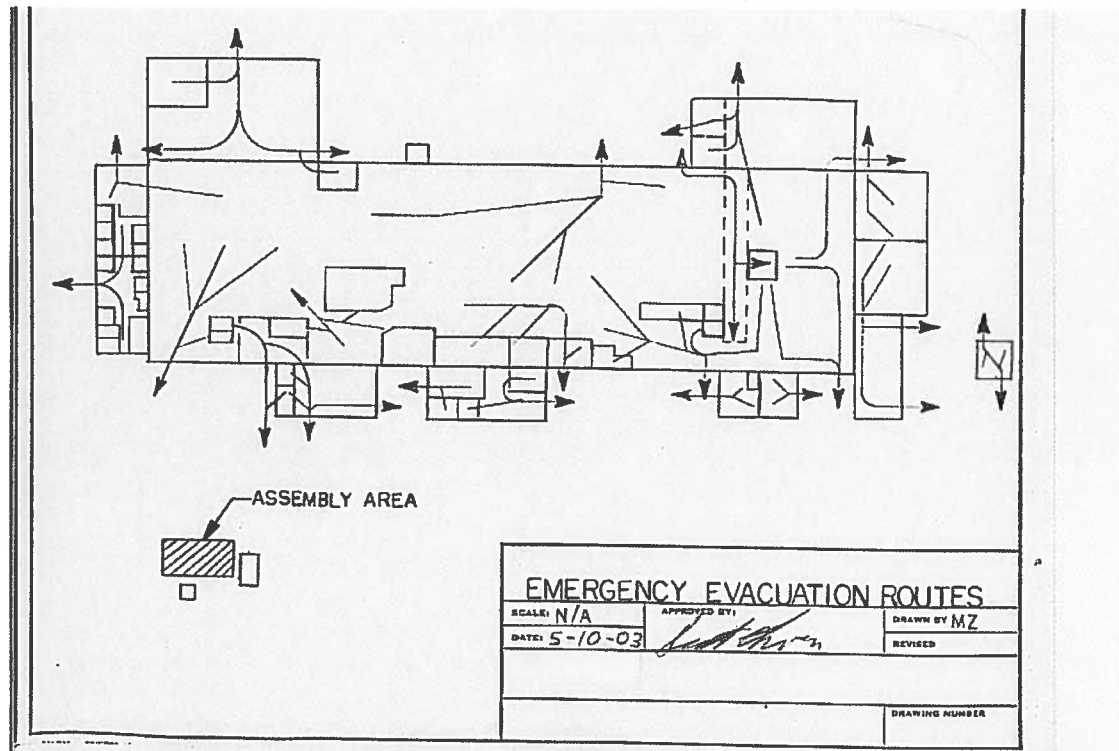 ASSEMBLY AREA
EMERGENCY EVACUATION ROUTES
SCALE: N/A
APPROVED BY:
DRAWN BY MZ
DATE: 5-10-03
REVISED
DRAWING NUMBER